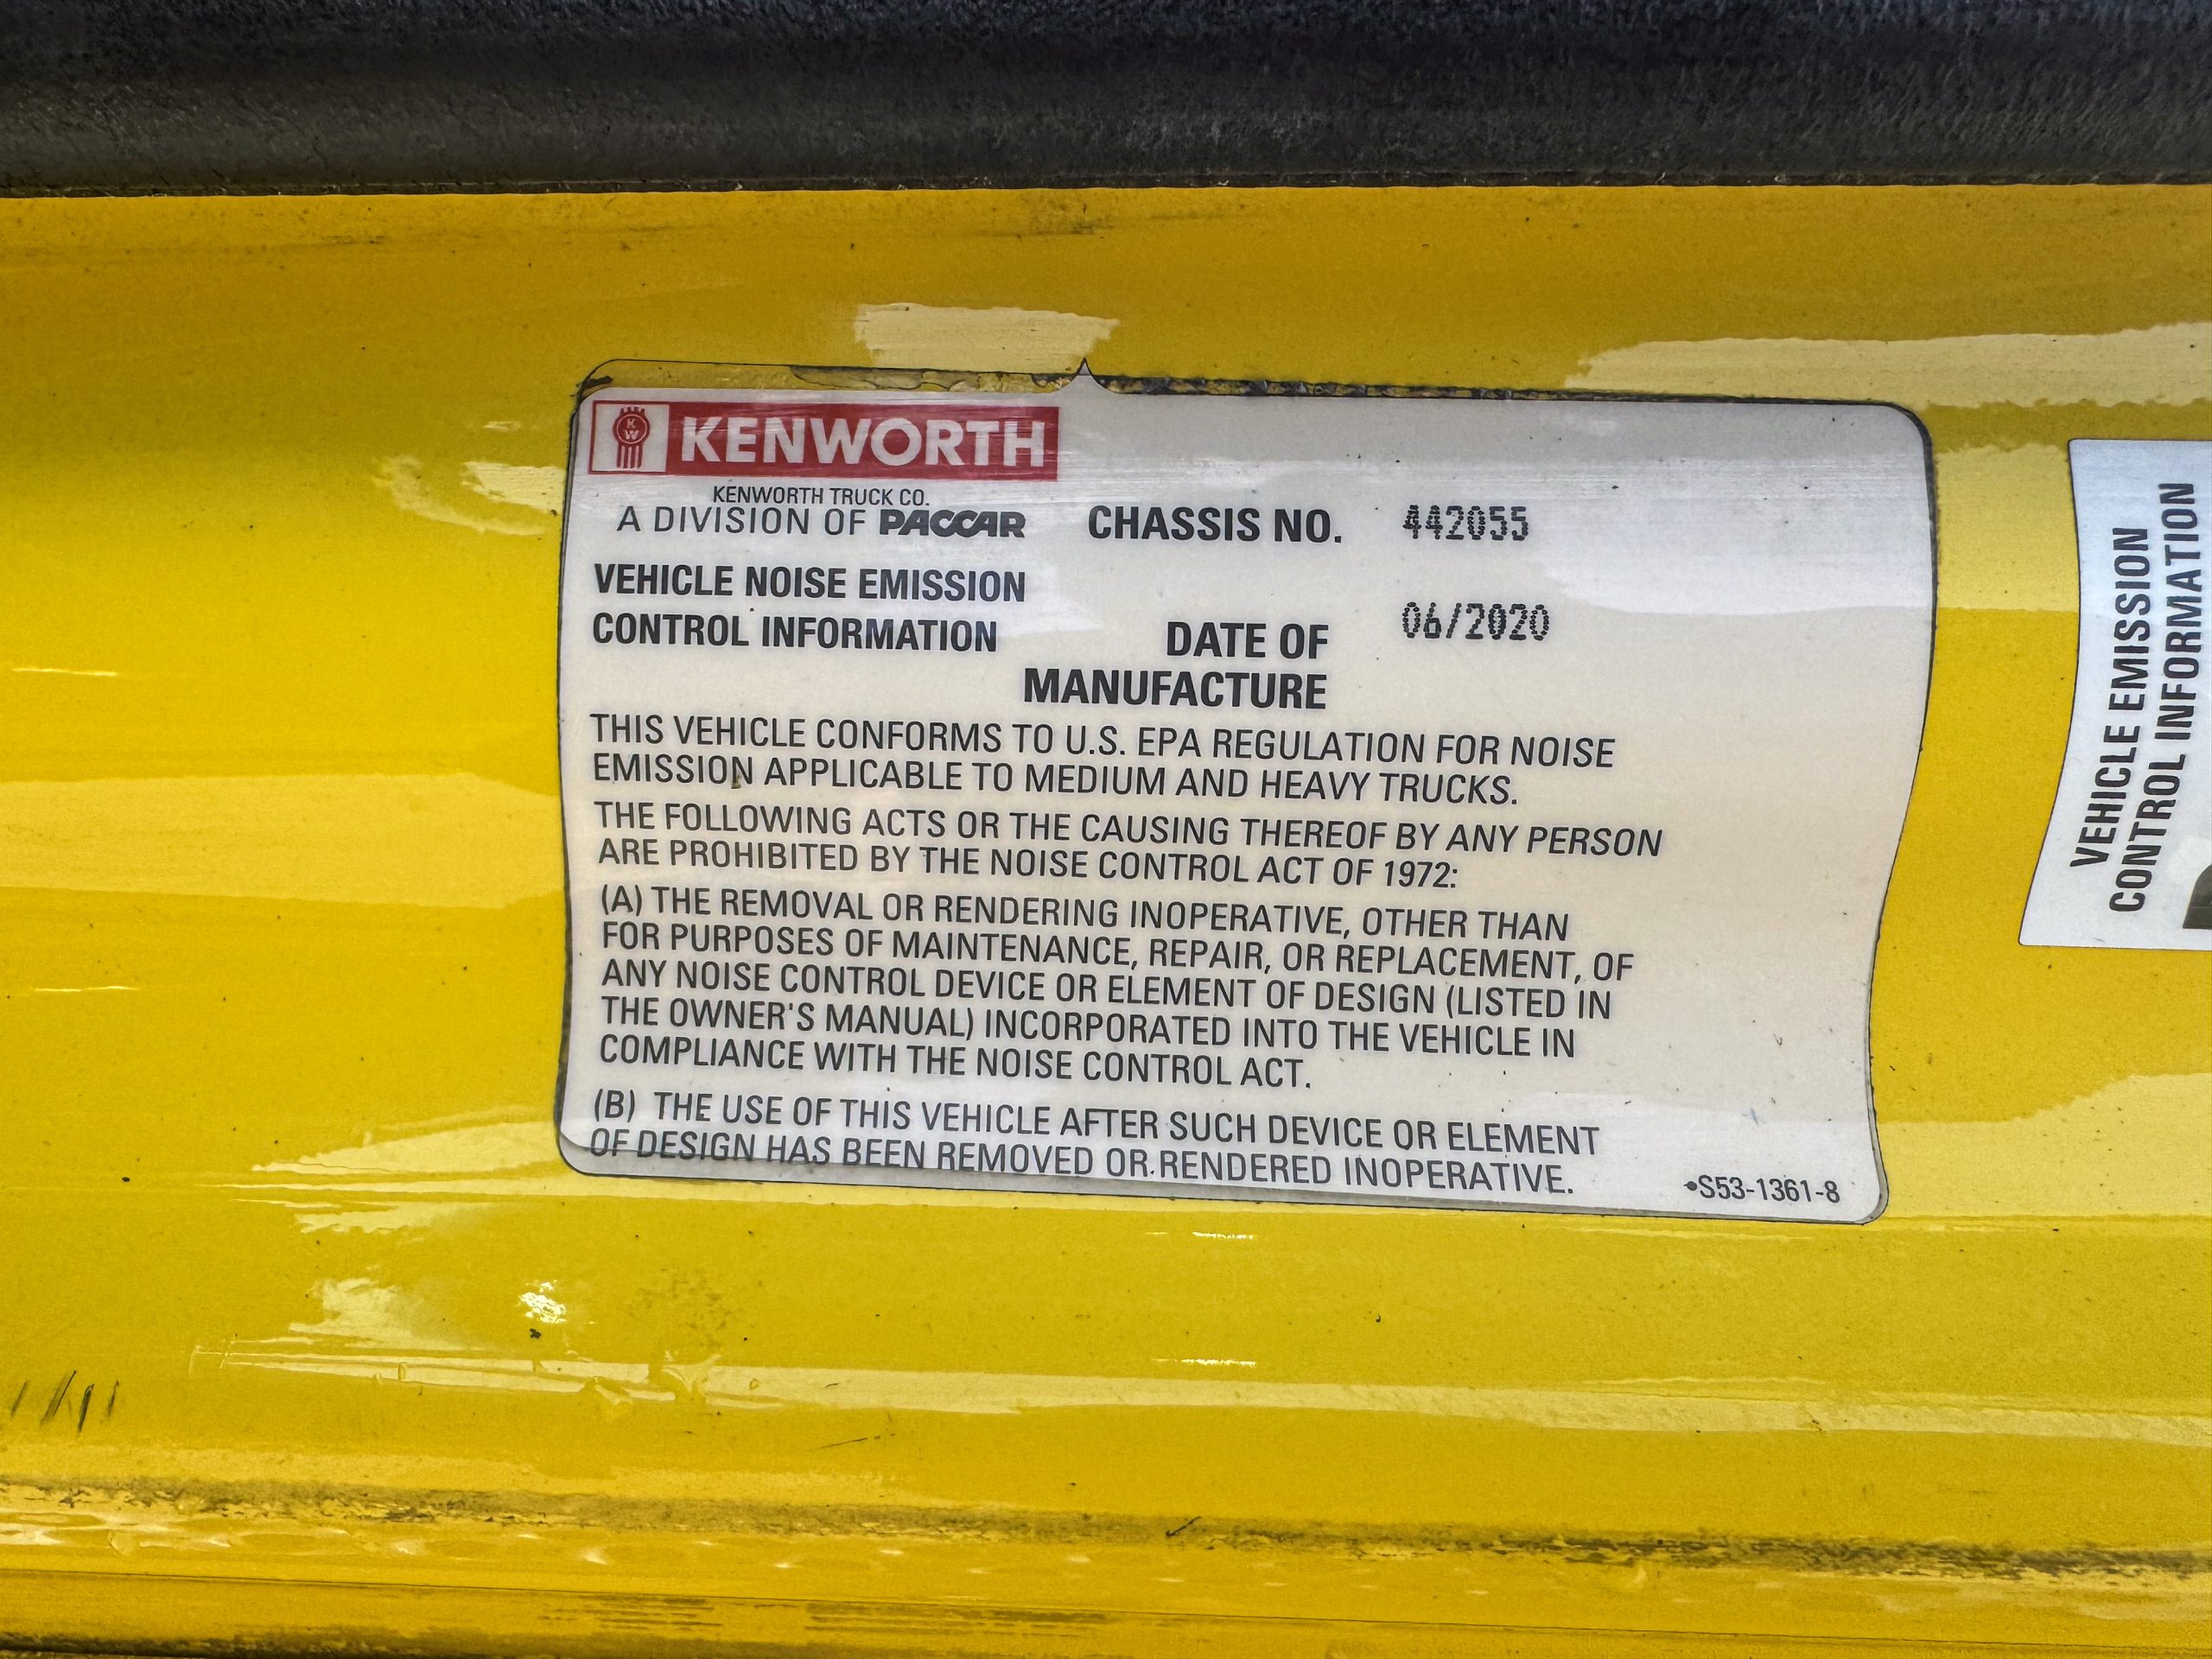 KENWORTH
KENWORTH TRUCK CO.
A DIVISION OF PACCAR
CHASSIS NO. 442055
VEHICLE NOISE EMISSION
CONTROL INFORMATION
DATE OF 06/2020
MANUFACTURE
THIS VEHICLE CONFORMS TO U.S. EPA REGULATION FOR NOISE
EMISSION APPLICABLE TO MEDIUM AND HEAVY TRUCKS.
THE FOLLOWING ACTS OR THE CAUSING THEREOF BY ANY PERSON
ARE PROHIBITED BY THE NOISE CONTROL ACT OF 1972:
(A) THE REMOVAL OR RENDERING INOPERATIVE, OTHER THAN
FOR PURPOSES OF MAINTENANCE, REPAIR, OR REPLACEMENT, OF
ANY NOISE CONTROL DEVICE OR ELEMENT OF DESIGN (LISTED IN
THE OWNER'S MANUAL) INCORPORATED INTO THE VEHICLE IN
COMPLIANCE WITH THE NOISE CONTROL ACT.
(B) THE USE OF THIS VEHICLE AFTER SUCH DEVICE OR ELEMENT
OF DESIGN HAS BEEN REMOVED OR RENDERED INOPERATIVE.
•S53-1361-8
VEHICLE EMISSION
CONTROL INFORMATION